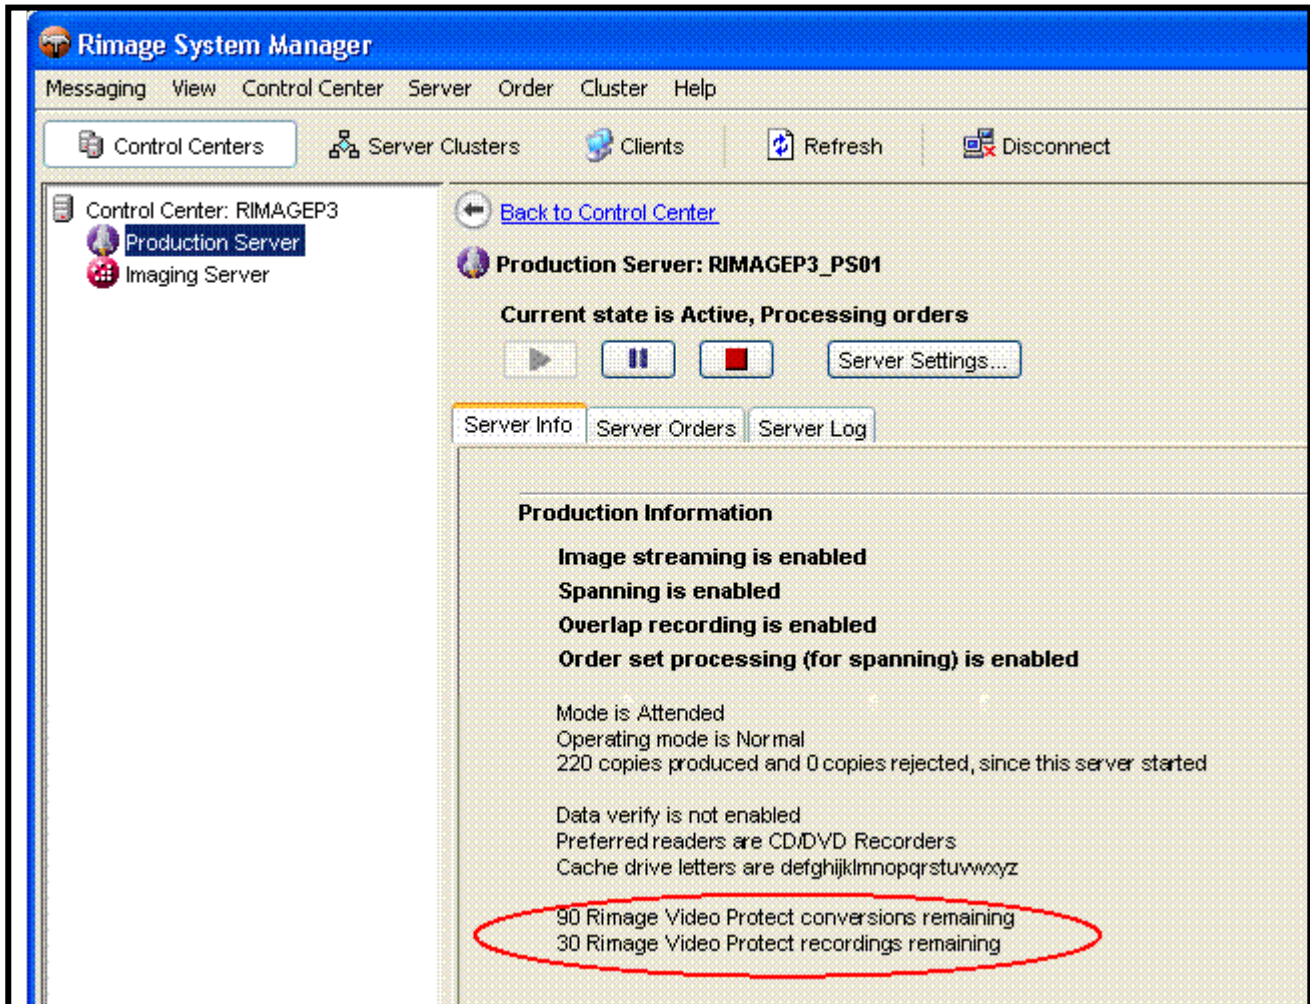 Rimage System Manager
Messaging View Control Center Server Order Cluster Help
Control Centers Server Clusters Clients Refresh Disconnect
Control Center: RIMAGEP3
Production Server
Imaging Server
Back to Control Center
Production Server: RIMAGEP3_PS01
Current state is Active, Processing orders
Server Settings...
Server Info Server Orders Server Log
Production Information
Image streaming is enabled
Spanning is enabled
Overlap recording is enabled
Order set processing (for spanning) is enabled
Mode is Attended
Operating mode is Normal
220 copies produced and 0 copies rejected, since this server started
Data verify is not enabled
Preferred readers are CD/DVD Recorders
Cache drive letters are defghijklmnopqrstuvwxyz
90 Rimage Video Protect conversions remaining
30 Rimage Video Protect recordings remaining